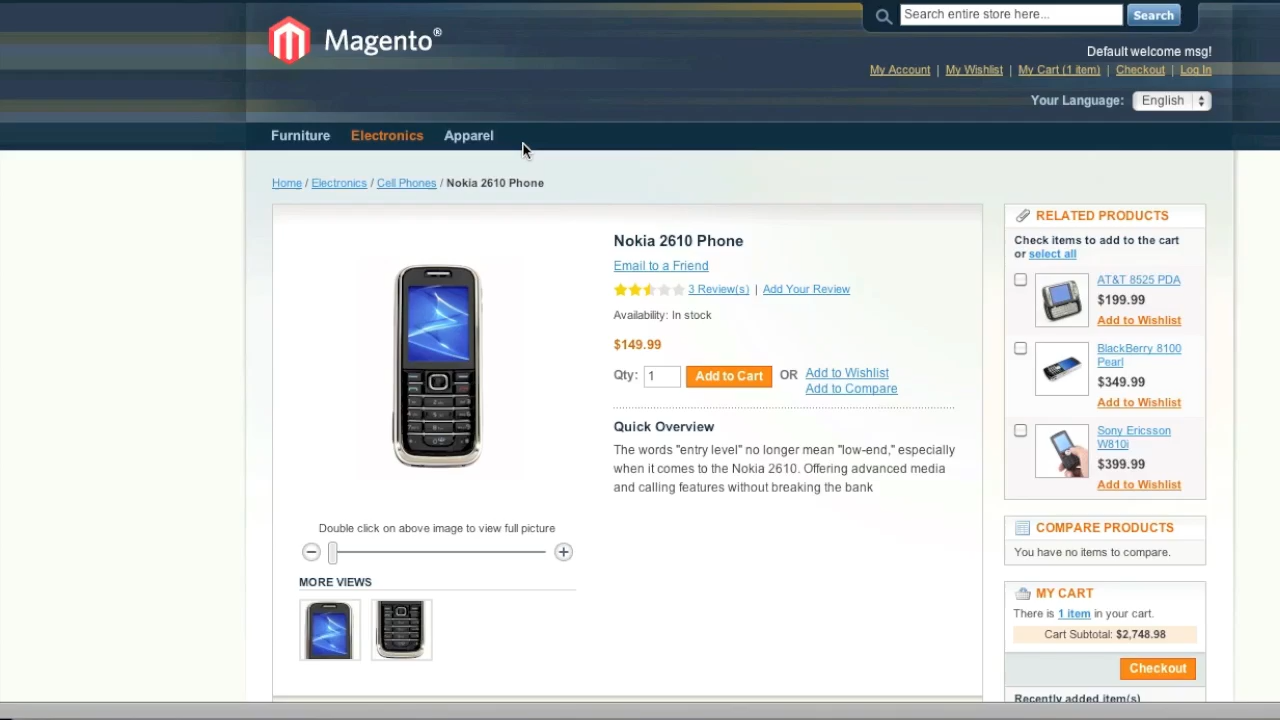 Search entire store here...
Search
Magento®
Default welcome msg!
My Account | My Wishlist | My Cart (1 item) | Checkout | Log In
Your Language: English
Furniture Electronics Apparel
Home / Electronics / Cell Phones / Nokia 2610 Phone
Nokia 2610 Phone
Email to a Friend
3 Review(s) | Add Your Review
Availability: In stock
$149.99
Qty: 1 Add to Cart OR Add to Wishlist
Add to Compare
Quick Overview
The words "entry level" no longer mean "low-end," especially
when it comes to the Nokia 2610. Offering advanced media
and calling features without breaking the bank
Double click on above image to view full picture
MORE VIEWS
RELATED PRODUCTS
Check items to add to the cart
or select all
AT&T 8525 PDA
$199.99
Add to Wishlist
BlackBerry 8100
Pearl
$349.99
Add to Wishlist
Sony Ericsson
W810i
$399.99
Add to Wishlist
COMPARE PRODUCTS
You have no items to compare.
MY CART
There is 1 item in your cart.
Cart Subtotal: $2,748.98
Checkout
Recently added item(s)